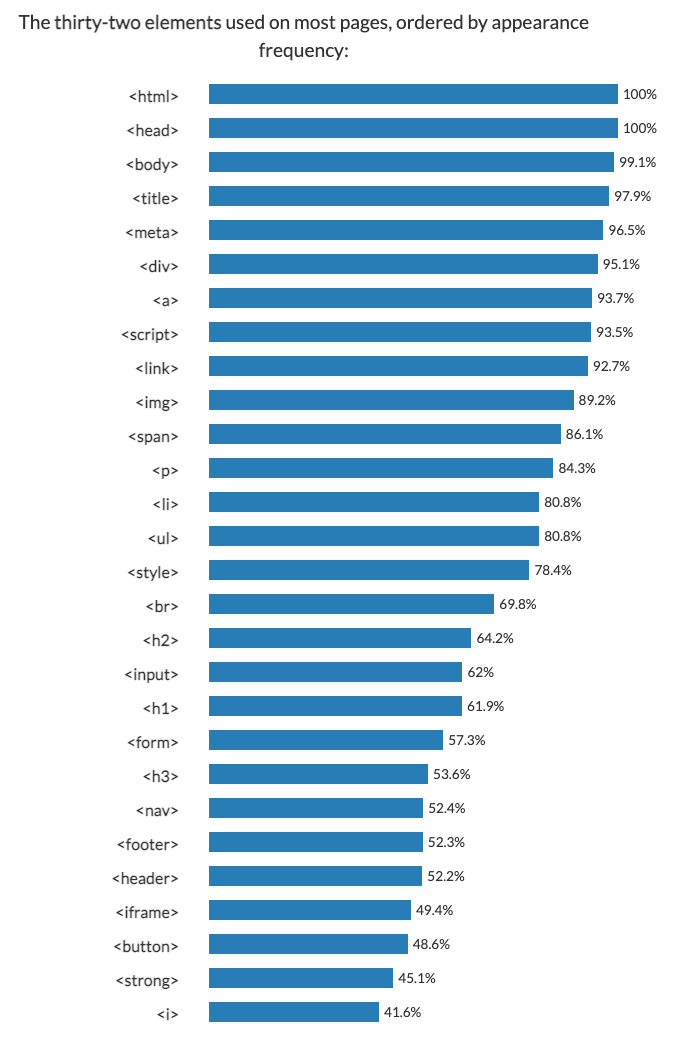 The thirty-two elements used on most pages, ordered by appearance
frequency:
<html> 100%
<head> 100%
<body> 99.1%
<title> 97.9%
<meta> 96.5%
<div> 95.1%
<a> 93.7%
<script> 93.5%
<link> 92.7%
<img> 89.2%
<span> 86.1%
<p> 84.3%
<li> 80.8%
<ul> 80.8%
<style> 78.4%
<br> 69.8%
<h2> 64.2%
<input> 62%
<h1> 61.9%
<form> 57.3%
<h3> 53.6%
<nav> 52.4%
<footer> 52.3%
<header> 52.2%
<iframe> 49.4%
<button> 48.6%
<strong> 45.1%
<i> 41.6%